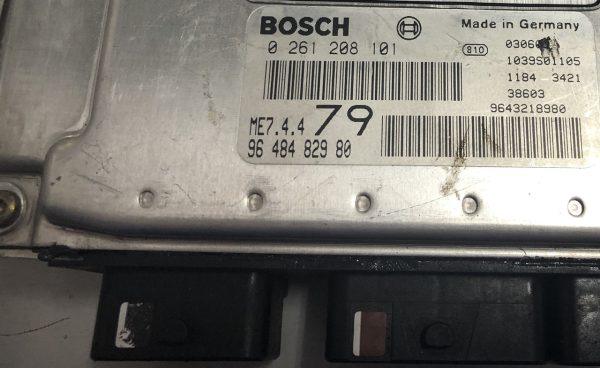 BOSCH
Made in Germany
0 261 208 101
810
1039S01105
1184-3421
38603
9643218980
ME7.4.4 79
96 484 829 80